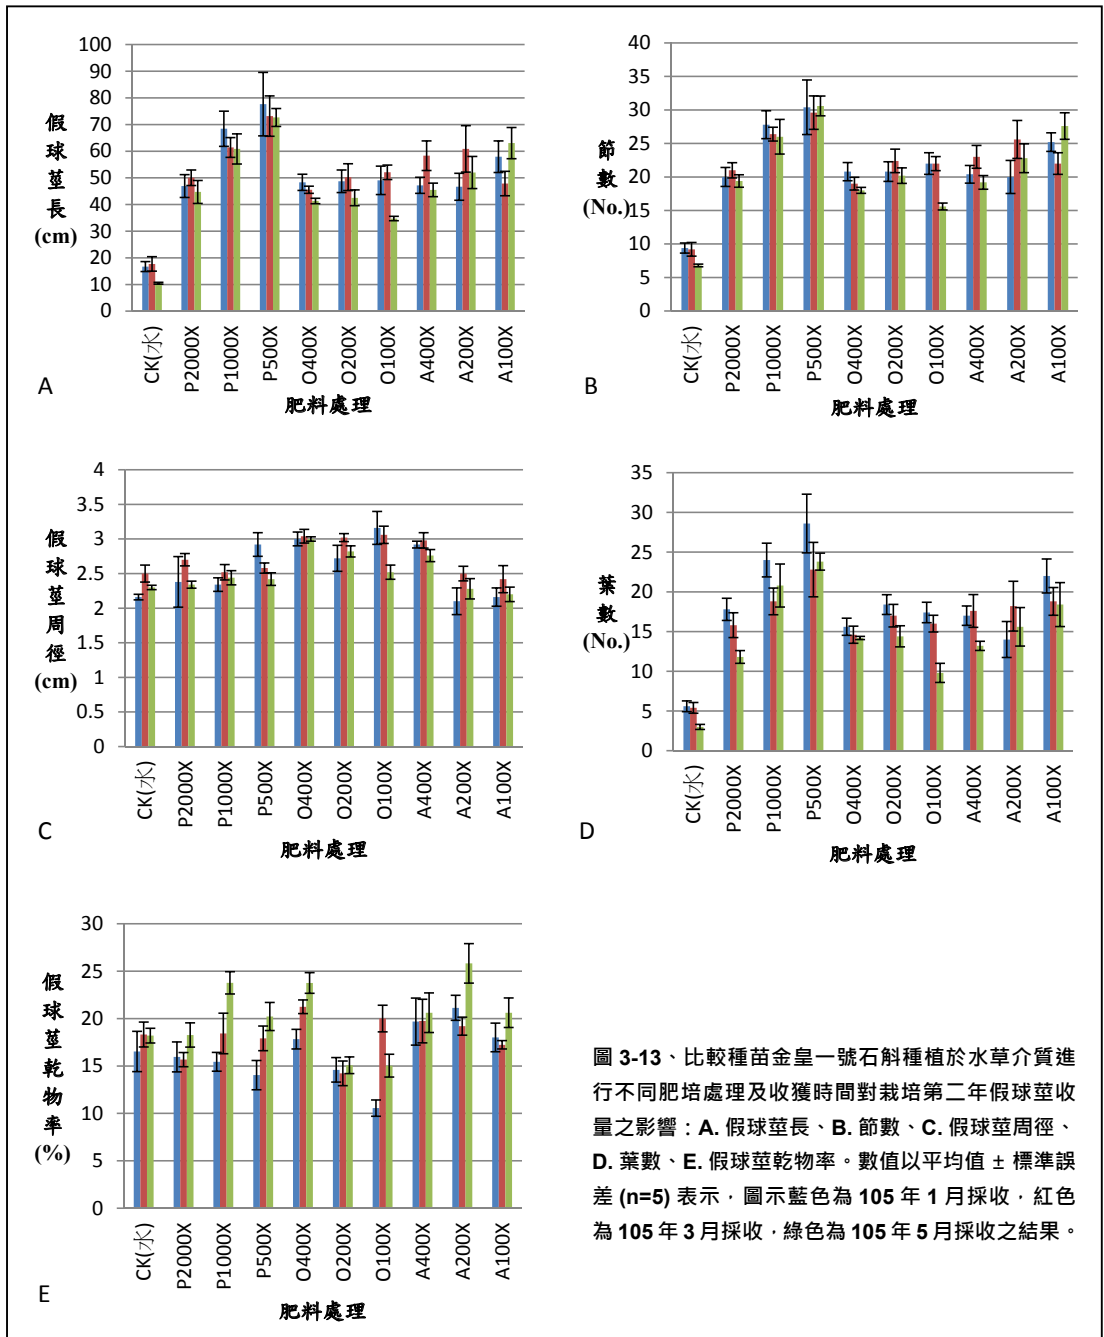 假球莖長
(cm)
100
90
80
70
60
50
40
30
20
10
0
CK(水)
P2000X
P1000X
P500X
O400X
O200X
O100X
A400X
A200X
A100X
A
肥料處理
節數
(No.)
40
35
30
25
20
15
10
5
0
CK(水)
P2000X
P1000X
P500X
O400X
O200X
O100X
A400X
A200X
A100X
B
肥料處理
假球莖周徑
(cm)
4
3.5
3
2.5
2
1.5
1
0.5
0
CK(水)
P2000X
P1000X
P500X
O400X
O200X
O100X
A400X
A200X
A100X
C
肥料處理
葉數
(No.)
35
30
25
20
15
10
5
0
CK(水)
P2000X
P1000X
P500X
O400X
O200X
O100X
A400X
A200X
A100X
D
肥料處理
假球莖乾物率
(%)
30
25
20
15
10
5
0
CK(水)
P2000X
P1000X
P500X
O400X
O200X
O100X
A400X
A200X
A100X
E
肥料處理
圖 3-13、比較種苗金皇一號石斛種植於水草介質進
行不同肥培處理及收獲時間對栽培第二年假球莖收
量之影響：A. 假球莖長、B. 節數、C. 假球莖周徑、
D. 葉數、E. 假球莖乾物率。數值以平均值 ± 標準誤
差 (n=5) 表示，圖示藍色為 105 年 1 月採收，紅色
為 105 年 3 月採收，綠色為 105 年 5 月採收之結果。